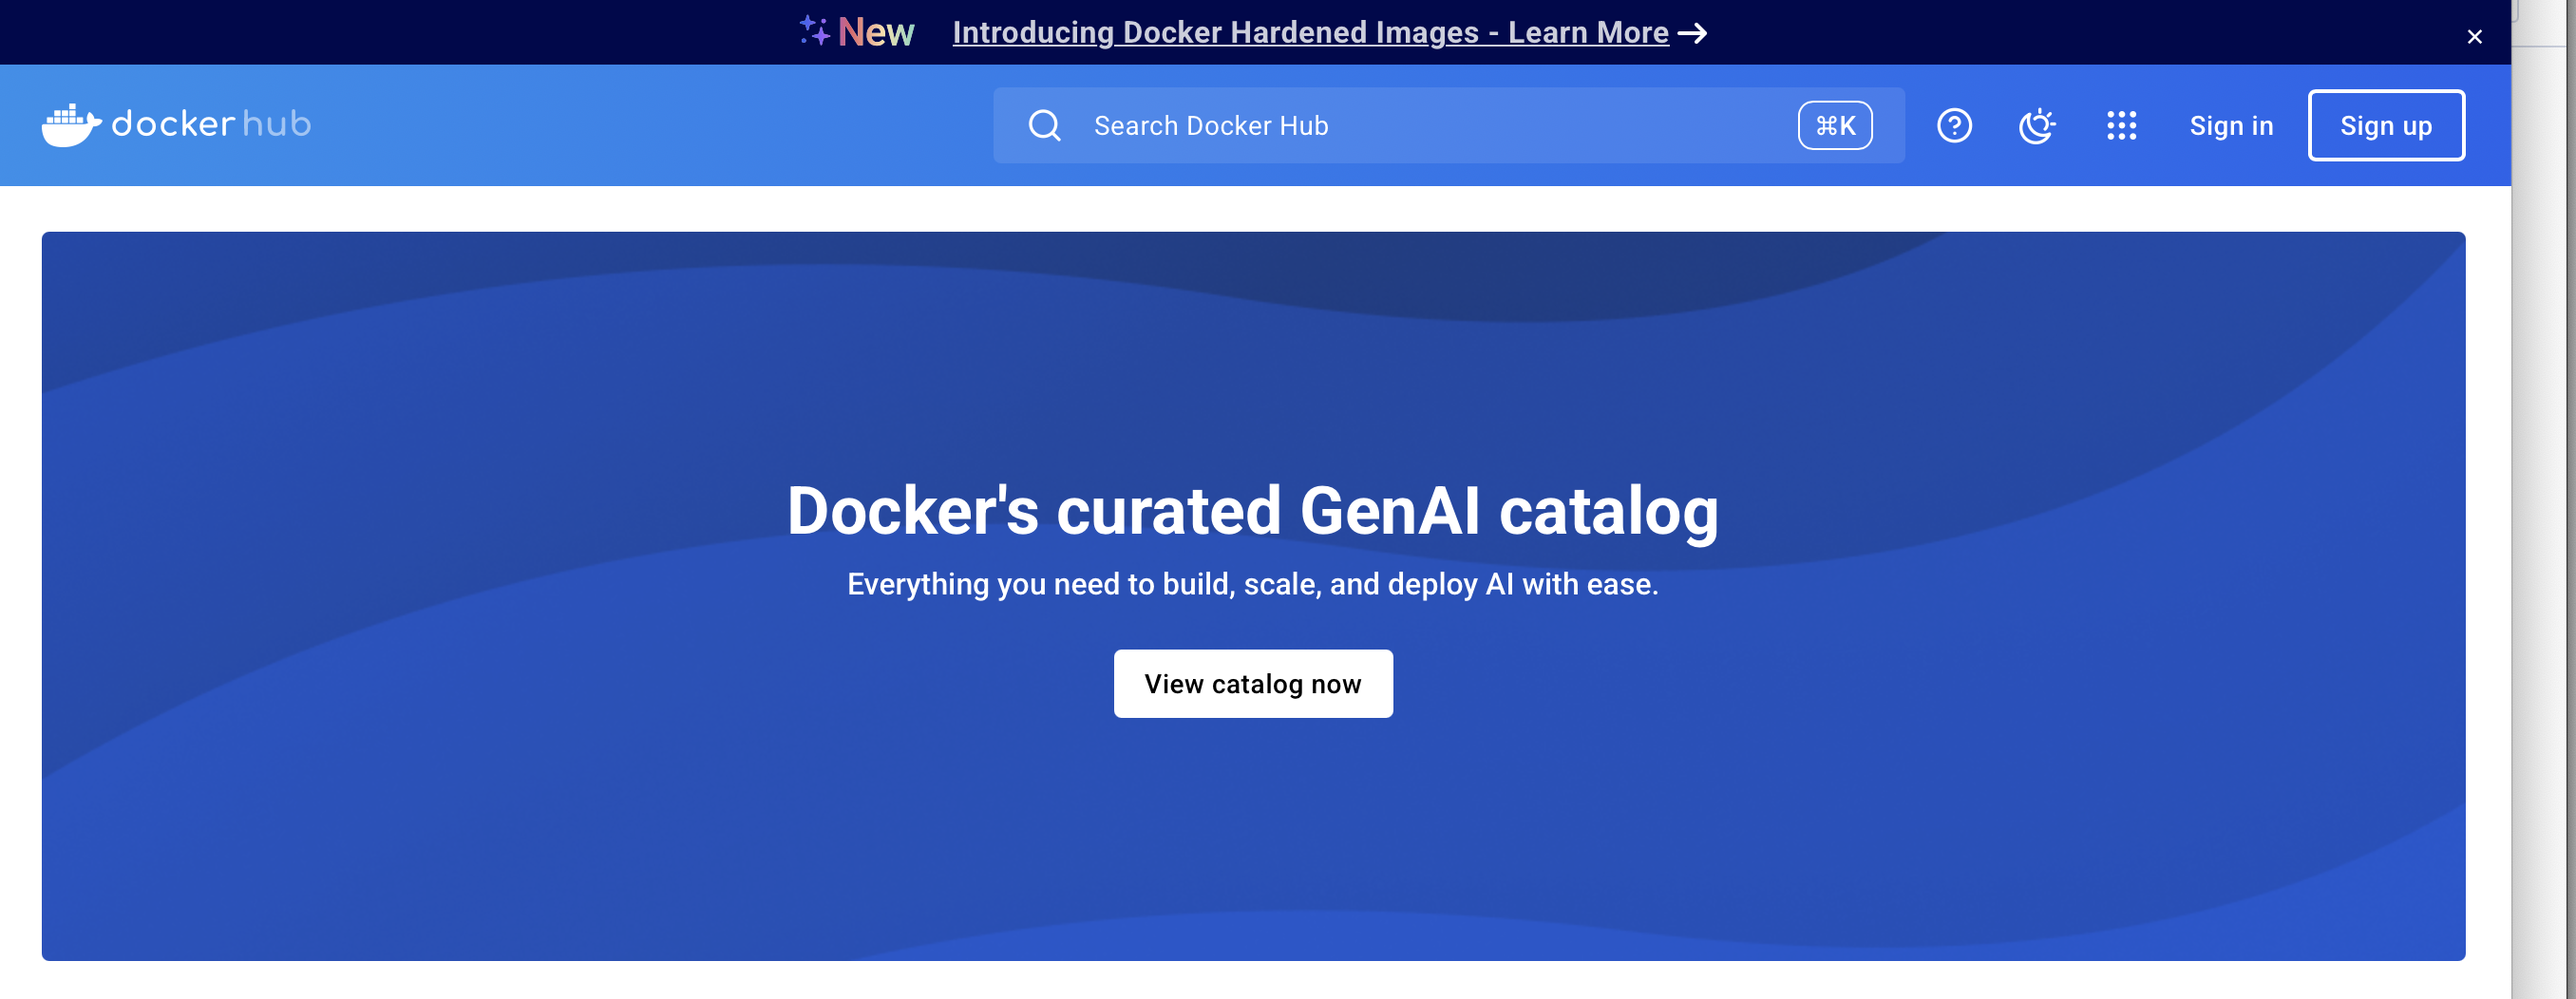 New Introducing Docker Hardened Images - Learn More
docker hub
Search Docker Hub
⌘K
Sign in
Sign up
Docker's curated GenAI catalog
Everything you need to build, scale, and deploy AI with ease.
View catalog now